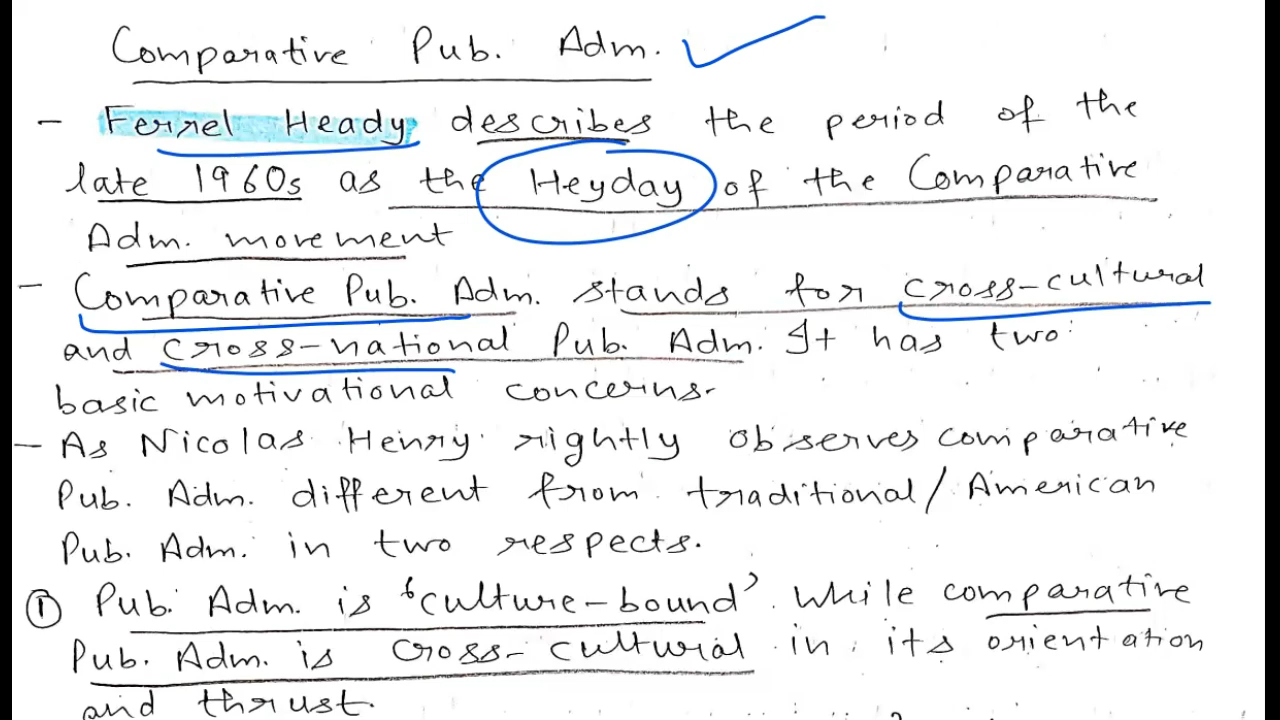 Comparative Pub. Adm.
- Ferrel Heady describes the period of the
late 1960s as the Heyday of the Comparative
Adm. movement
- Comparative Pub. Adm. stands for cross-cultural
and cross-national Pub. Adm. It has two
basic motivational concerns.
- As Nicolas Henry rightly observes comparative
Pub. Adm. different from traditional/American
Pub. Adm. in two respects.
① Pub. Adm. is 'culture-bound' While comparative
Pub. Adm. is cross-cultural in its orientation
and thrust.